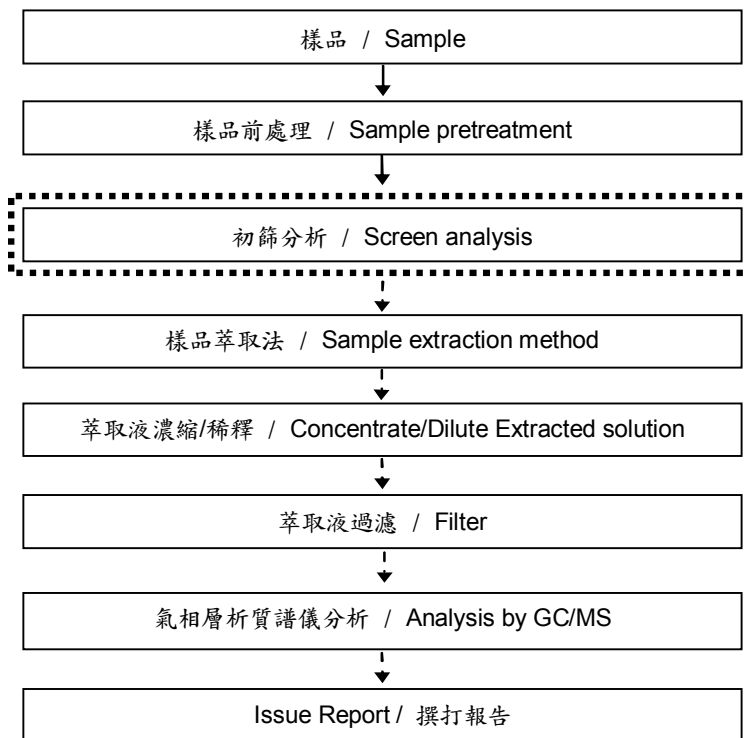 樣品 / Sample
樣品前處理 / Sample pretreatment
初篩分析 / Screen analysis
樣品萃取法 / Sample extraction method
萃取液濃縮/稀釋 / Concentrate/Dilute Extracted solution
萃取液過濾 / Filter
氣相層析質譜儀分析 / Analysis by GC/MS
Issue Report / 撰打報告